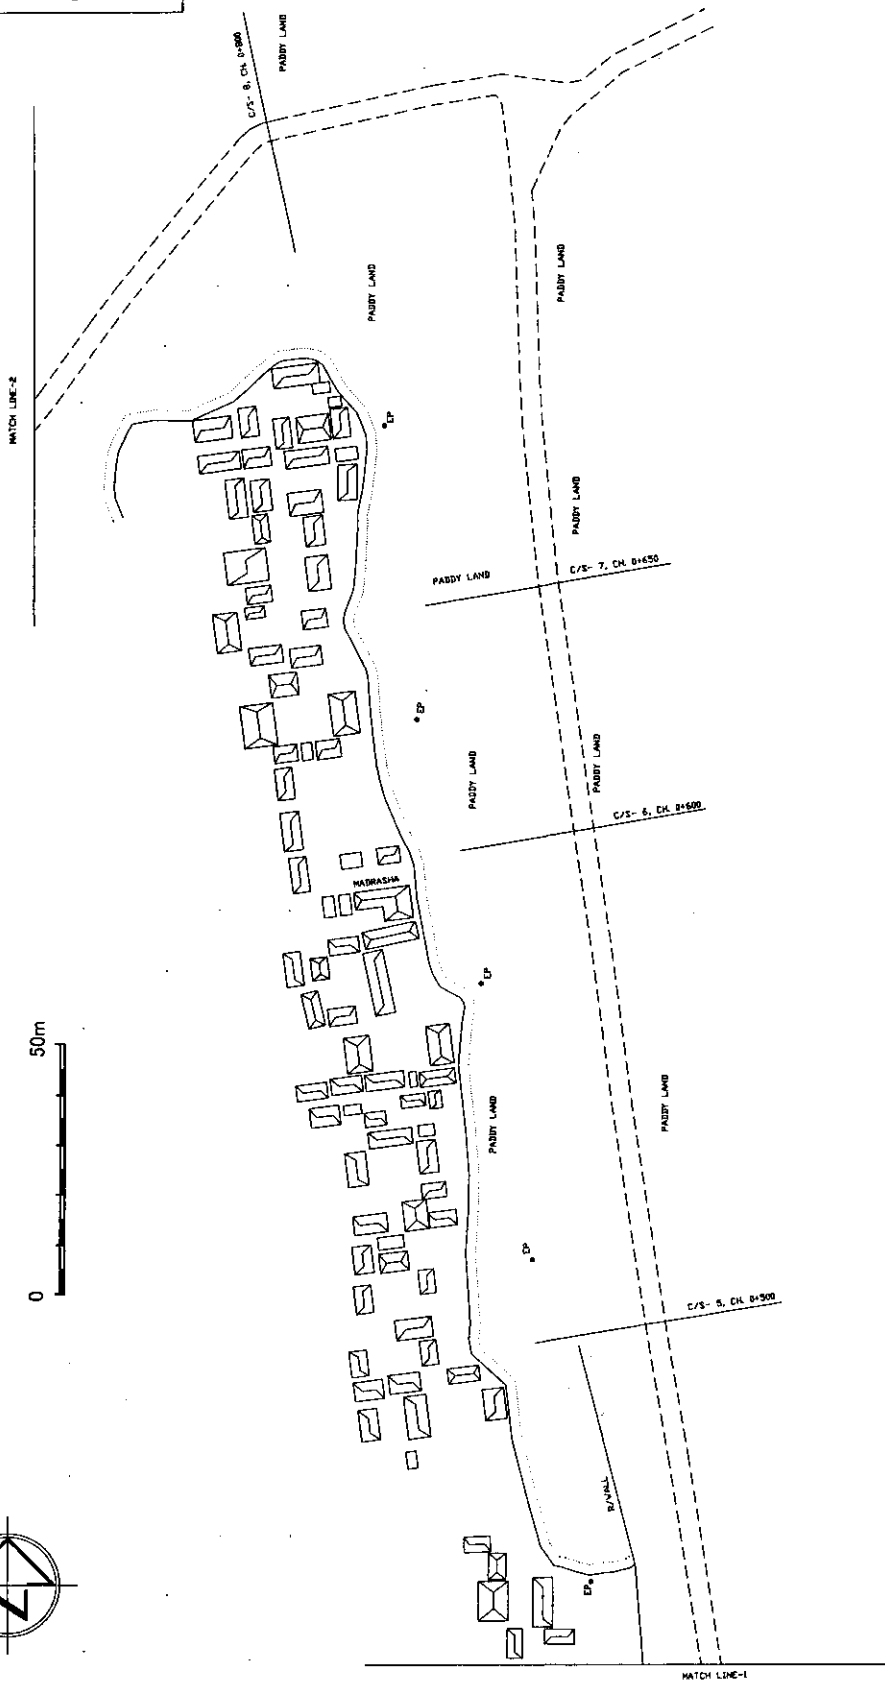 C/S- 8, CH. 0+800
PADDY LAND
PADDY LAND
PADDY LAND
MATCH LINE-2
EP
PADDY LAND
C/S- 7, CH. 0+650
PADDY LAND
EP
PADDY LAND
PADDY LAND
C/S- 6, CH. 0+600
MADRASHA
EP
50m
PADDY LAND
PADDY LAND
EP
0
C/S- 5, CH. 0+500
R/WALL
EP
MATCH LINE-1